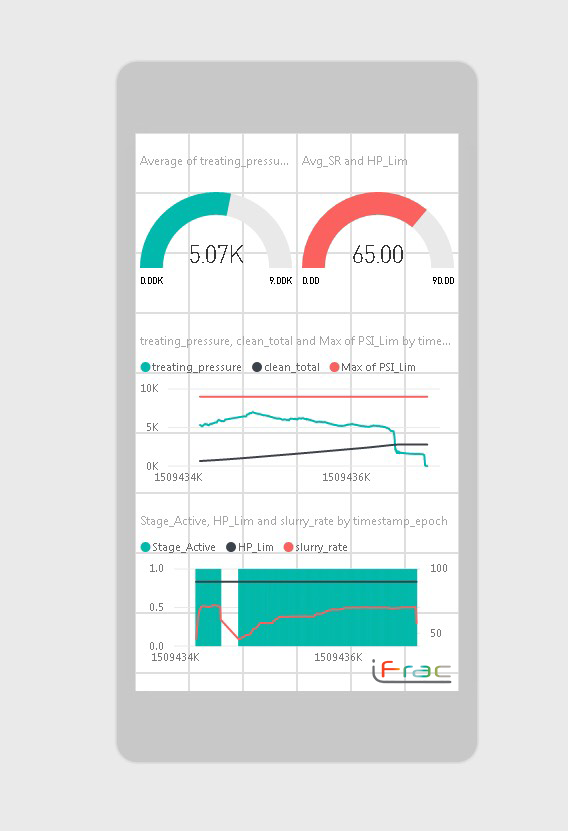 Average of treating_pressu...
Avg_SR and HP_Lim
5.07K
0.00K
9.00K
65.00
0.00
90.00
treating_pressure, clean_total and Max of PSI_Lim by time...
treating_pressure clean_total Max of PSI_Lim
10K
5K
0K
1509434K 1509436K
Stage_Active, HP_Lim and slurry_rate by timestamp_epoch
Stage_Active HP_Lim slurry_rate
1.0 100
0.5
50
0.0
1509434K 1509436K
iFrac